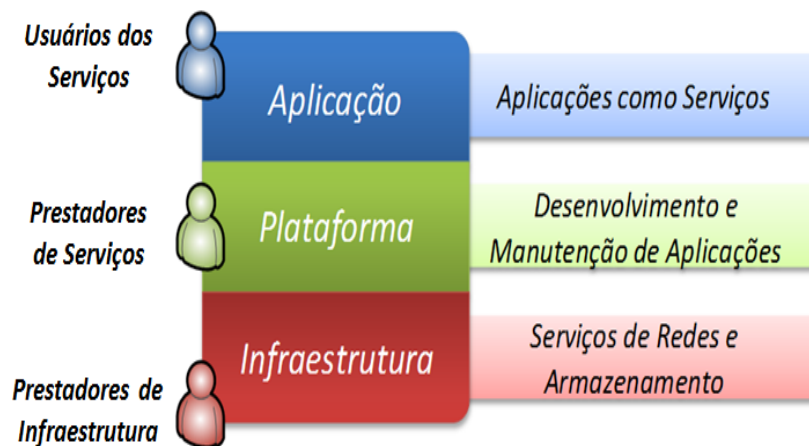 Usuários dos
Serviços
Aplicação
Aplicações como Serviços
Prestadores
de Serviços
Plataforma
Desenvolvimento e
Manutenção de Aplicações
Prestadores de
Infraestrutura
Infraestrutura
Serviços de Redes e
Armazenamento